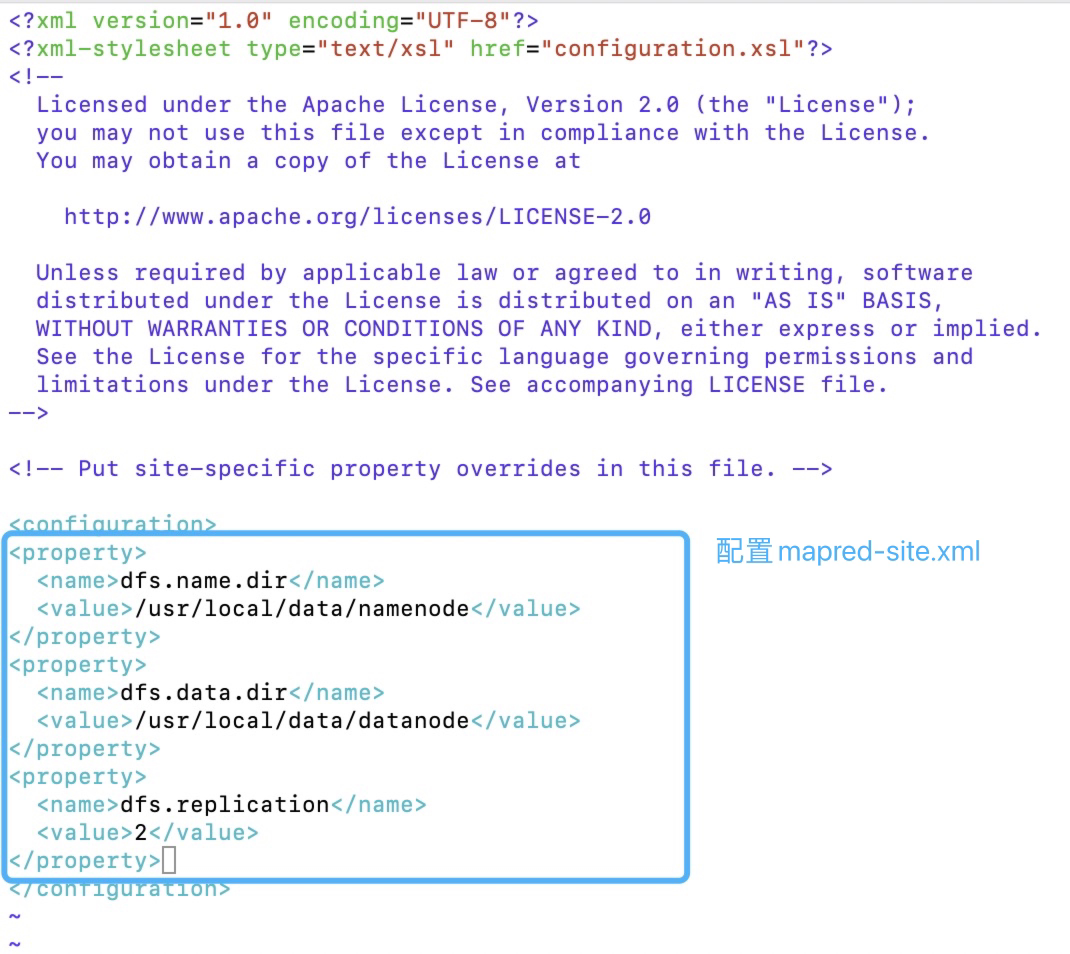 <?xml version="1.0" encoding="UTF-8"?>
<?xml-stylesheet type="text/xsl" href="configuration.xsl"?>
<!--
  Licensed under the Apache License, Version 2.0 (the "License");
  you may not use this file except in compliance with the License.
  You may obtain a copy of the License at

    http://www.apache.org/licenses/LICENSE-2.0

  Unless required by applicable law or agreed to in writing, software
  distributed under the License is distributed on an "AS IS" BASIS,
  WITHOUT WARRANTIES OR CONDITIONS OF ANY KIND, either express or implied.
  See the License for the specific language governing permissions and
  limitations under the License. See accompanying LICENSE file.
-->

<!-- Put site-specific property overrides in this file. -->

<configuration>
<property>
配置mapred-site.xml
  <name>dfs.name.dir</name>
  <value>/usr/local/data/namenode</value>
</property>
<property>
  <name>dfs.data.dir</name>
  <value>/usr/local/data/datanode</value>
</property>
<property>
  <name>dfs.replication</name>
  <value>2</value>
</property>
</configuration>
~
~